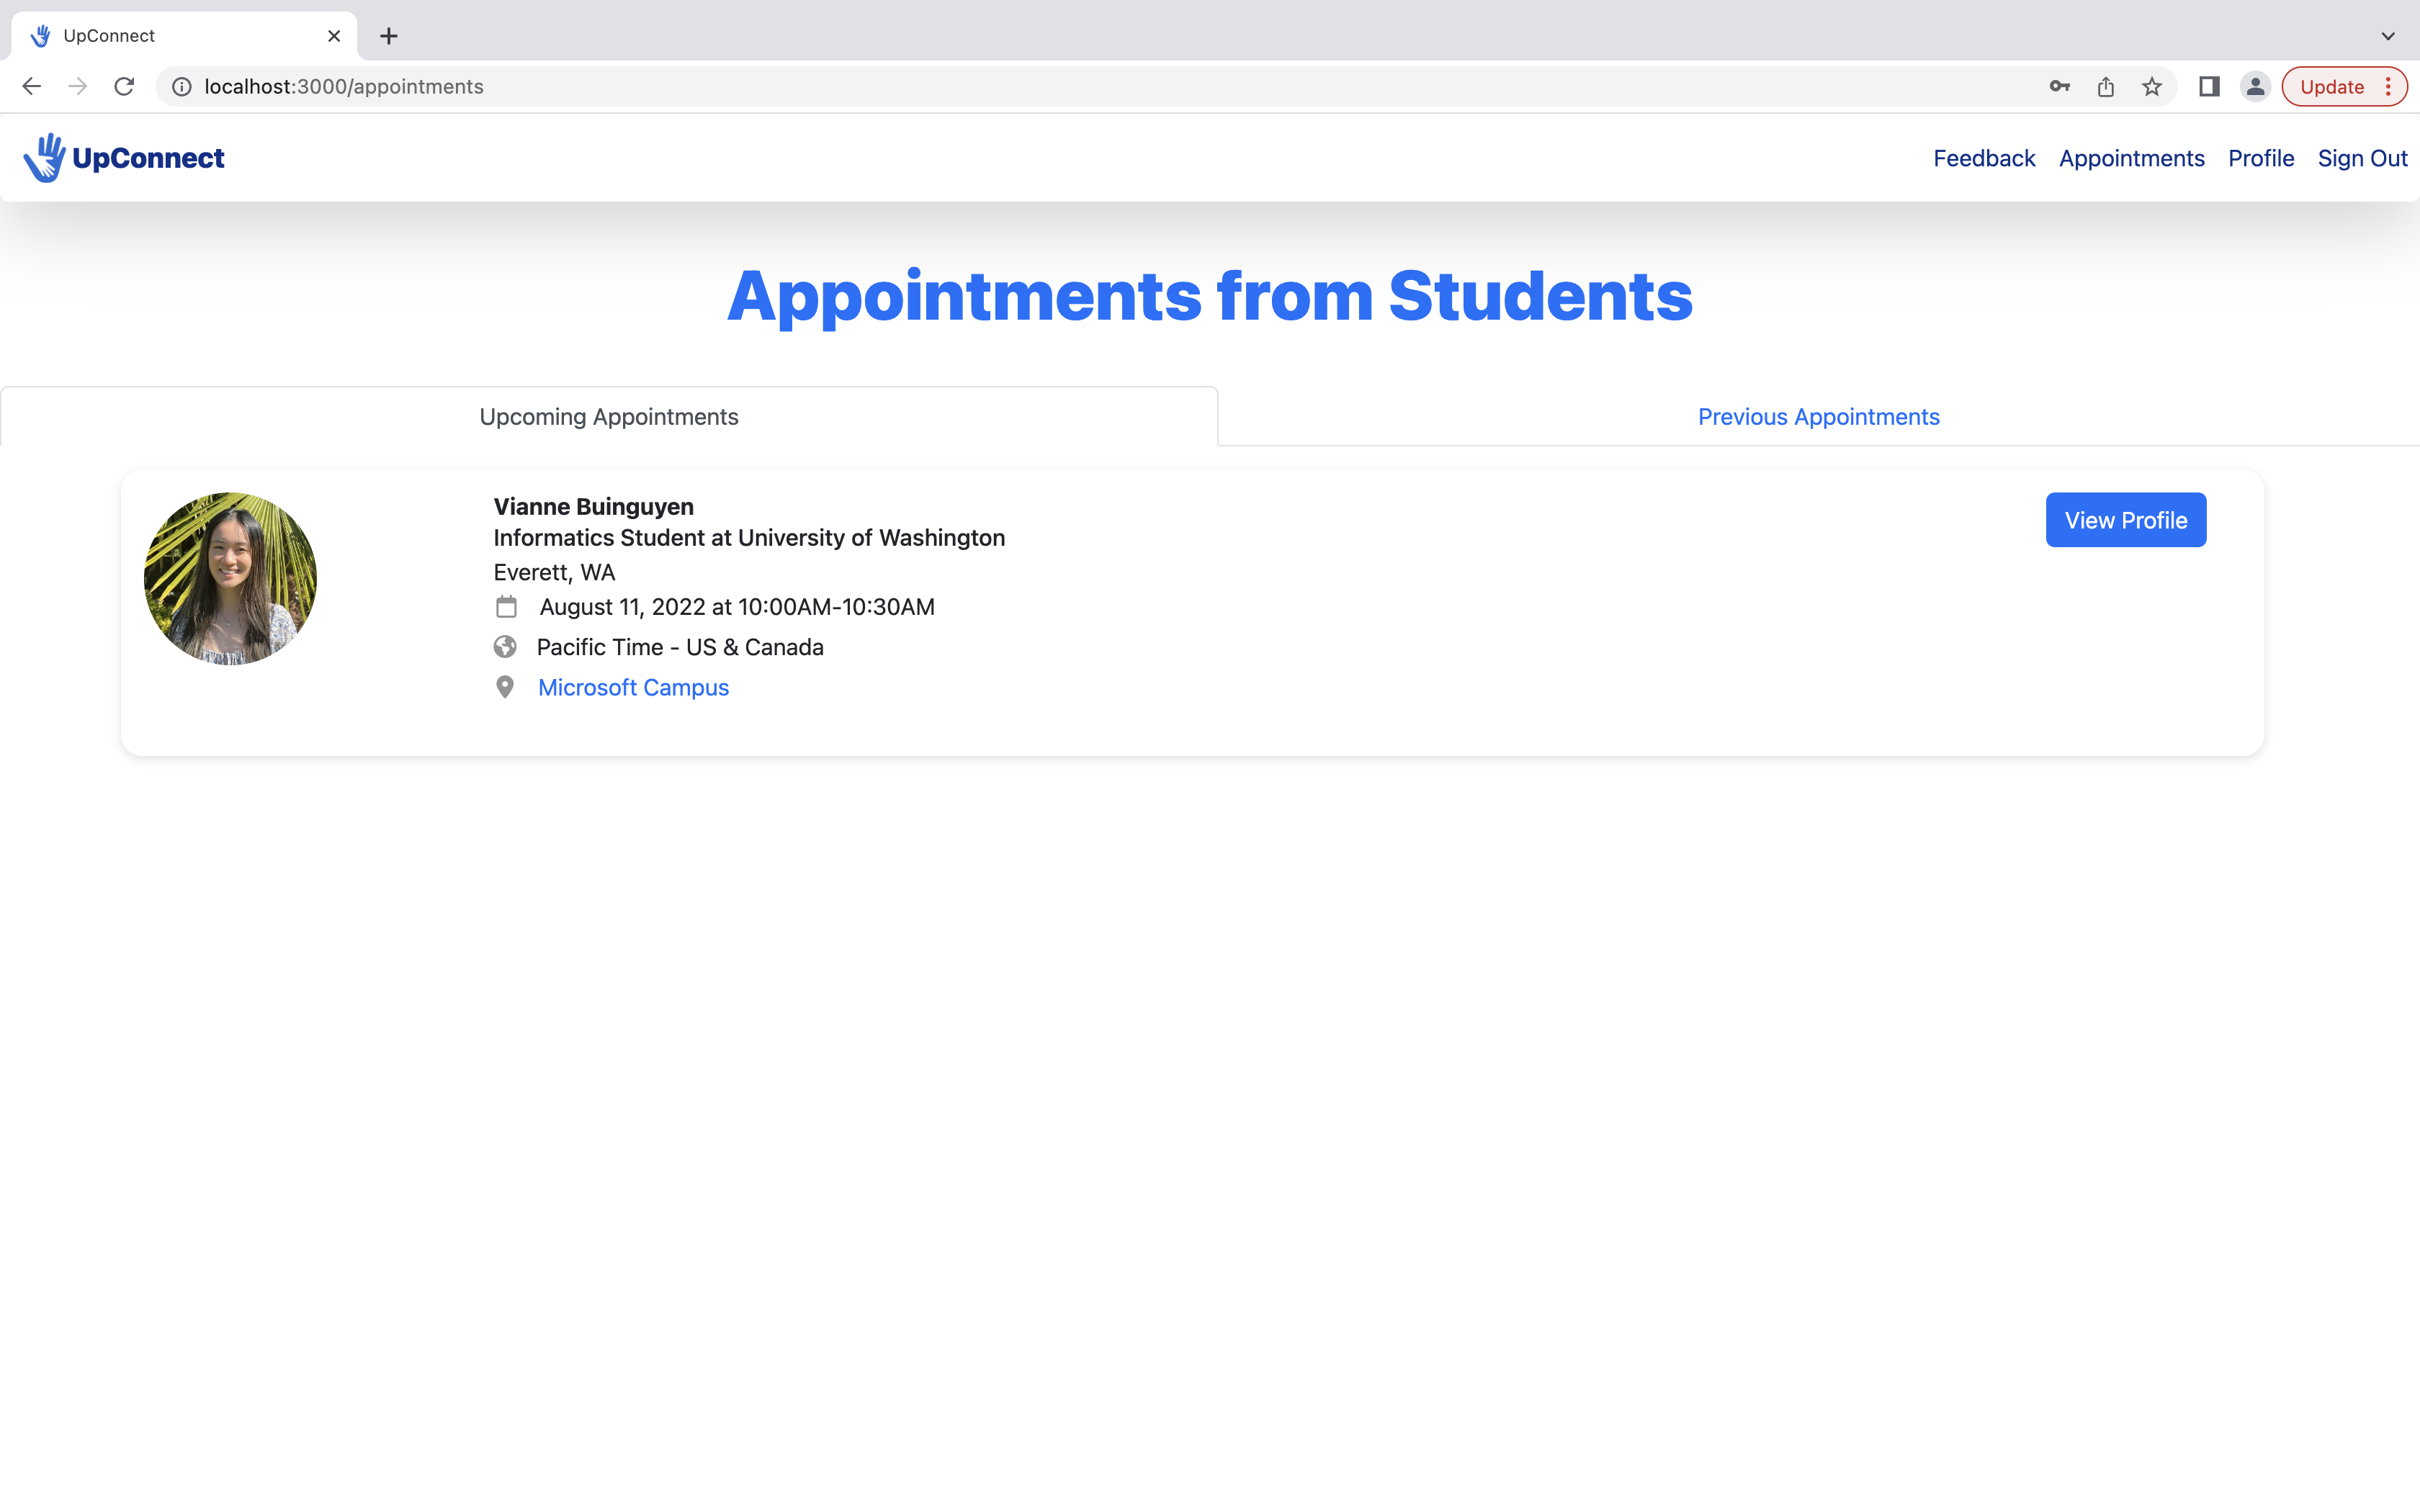 UpConnect
localhost:3000/appointments
Update
UpConnect
Feedback Appointments Profile Sign Out
Appointments from Students
Upcoming Appointments
Previous Appointments
Vianne Buinguyen
View Profile
Informatics Student at University of Washington
Everett, WA
August 11, 2022 at 10:00AM-10:30AM
Pacific Time - US & Canada
Microsoft Campus